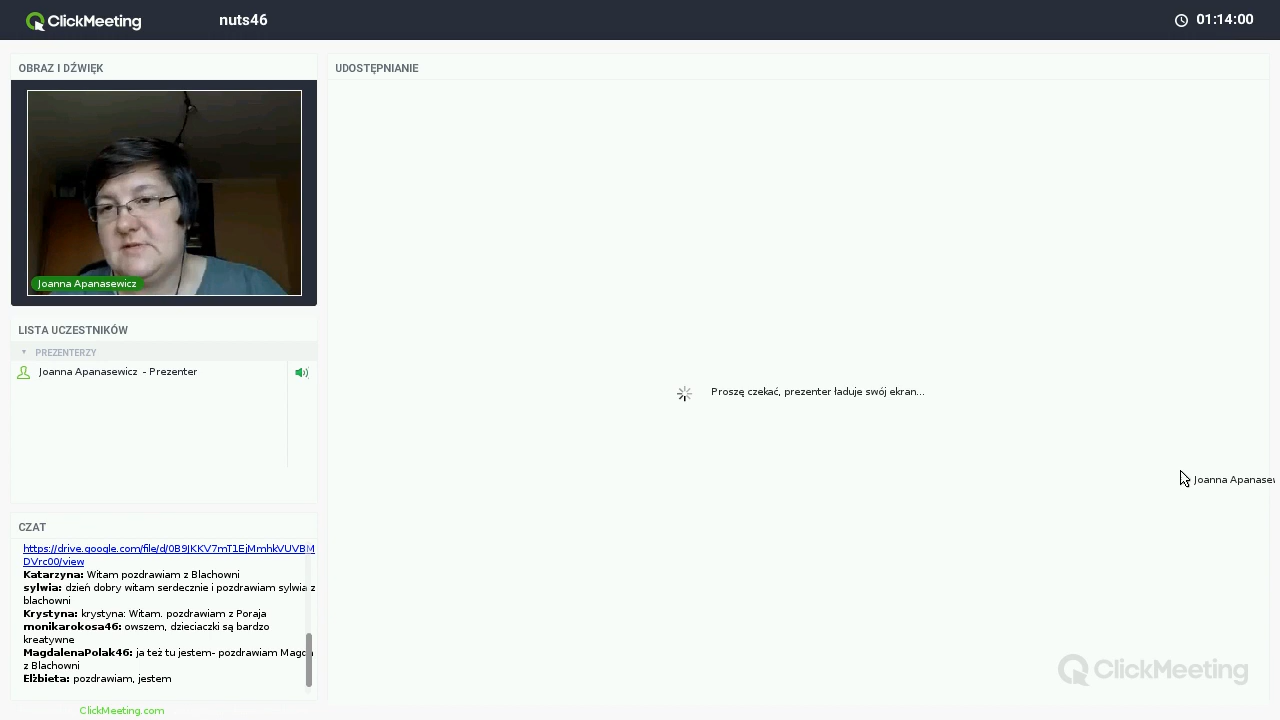 ClickMeeting
nuts46
01:14:00
OBRAZ I DŹWIĘK
Joanna Apanasewicz
LISTA UCZESTNIKÓW
PREZENTERZY
Joanna Apanasewicz - Prezenter
CZAT
https://drive.google.com/file/d/0B9JKKV7mT1EjMmhkVUVBM
DVrc00/view
Katarzyna: Witam pozdrawiam z Blachowni
sylwia: dzień dobry witam serdecznie i pozdrawiam sylwia z
blachowni
Krystyna: krystyna: Witam. pozdrawiam z Poraja
monikarokosa46: owszem, dzieciaczki są bardzo
kreatywne
MagdalenaPolak46: ja też tu jestem- pozdrawiam Magda
z Blachowni
Elżbieta: pozdrawiam, jestem
ClickMeeting.com
UDOSTĘPNIANIE
Proszę czekać, prezenter ładuje swój ekran...
Joanna Apanasew
ClickMeeting